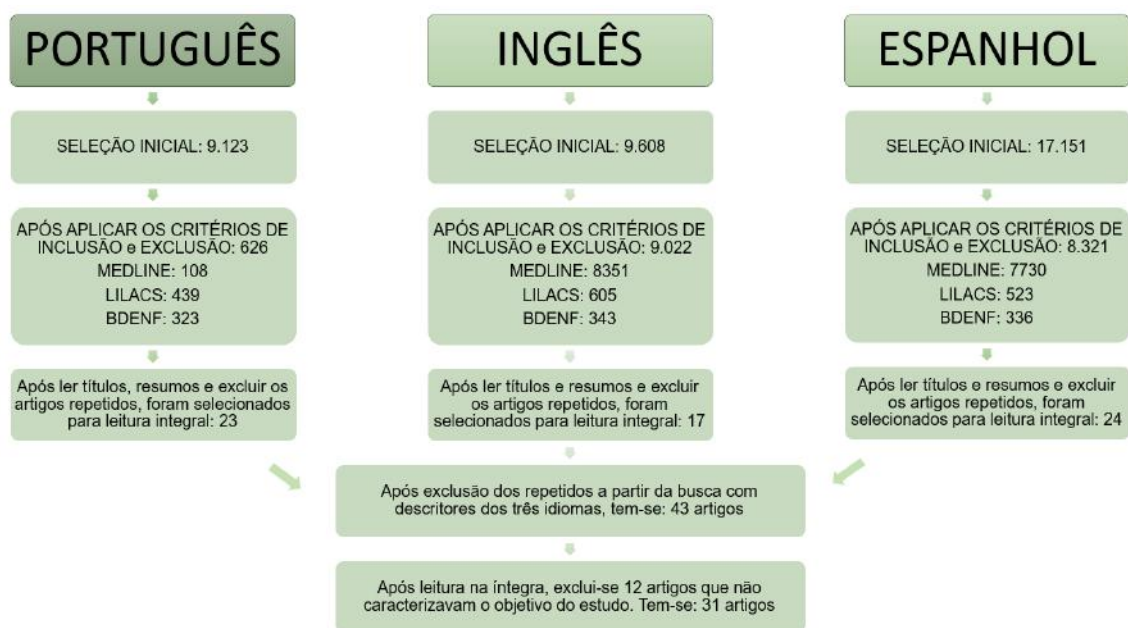 PORTUGUÊS
SELEÇÃO INICIAL: 9.123
APÓS APLICAR OS CRITÉRIOS DE
INCLUSÃO e EXCLUSÃO: 626
MEDLINE: 108
LILACS: 439
BDENF: 323
Após ler títulos, resumos e excluir os
artigos repetidos, foram selecionados
para leitura integral: 23
INGLÊS
SELEÇÃO INICIAL: 9.608
APÓS APLICAR OS CRITÉRIOS DE
INCLUSÃO e EXCLUSÃO: 9.022
MEDLINE: 8351
LILACS: 605
BDENF: 343
Após ler títulos e resumos e excluir
os artigos repetidos, foram
selecionados para leitura integral: 17
ESPANHOL
SELEÇÃO INICIAL: 17.151
APÓS APLICAR OS CRITÉRIOS DE
INCLUSÃO e EXCLUSÃO: 8.321
MEDLINE: 7730
LILACS: 523
BDENF: 336
Após ler títulos e resumos e excluir
os artigos repetidos, foram
selecionados para leitura integral: 24
Após exclusão dos repetidos a partir da busca com
descritores dos três idiomas, tem-se: 43 artigos
Após leitura na íntegra, exclui-se 12 artigos que não
caracterizavam o objetivo do estudo. Tem-se: 31 artigos